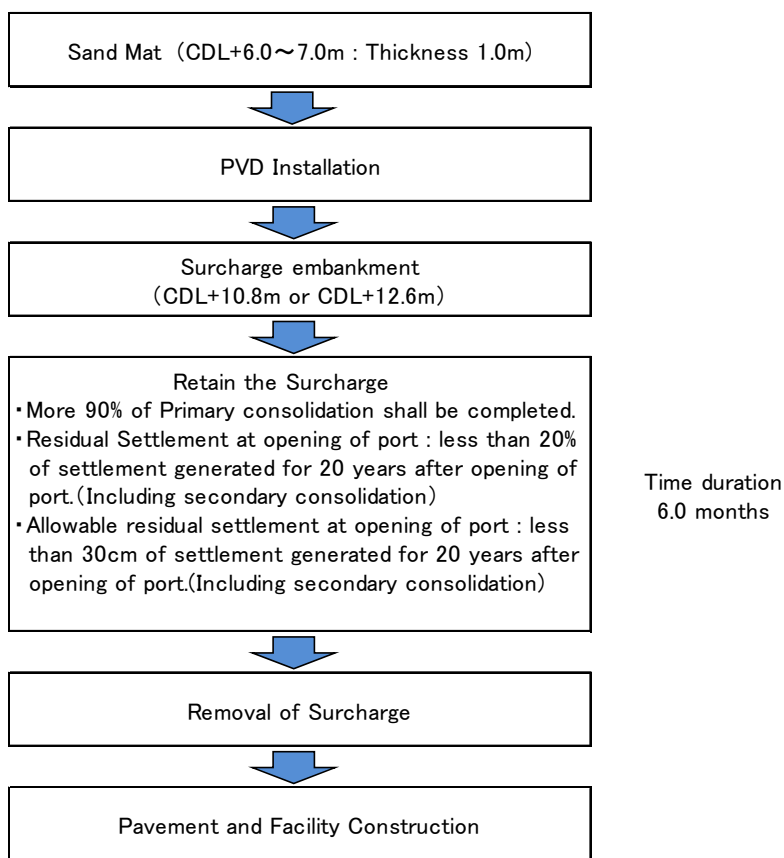 Sand Mat （CDL+6.0～7.0m : Thickness 1.0m）
PVD Installation
Surcharge embankment
（CDL+10.8m or CDL+12.6m）
Retain the Surcharge
・More 90% of Primary consolidation shall be completed.
・Residual Settlement at opening of port : less than 20%
of settlement generated for 20 years after opening of
port.（Including secondary consolidation）
・Allowable residual settlement at opening of port : less
than 30cm of settlement generated for 20 years after
opening of port.（Including secondary consolidation）
Time duration
6.0 months
Removal of Surcharge
Pavement and Facility Construction